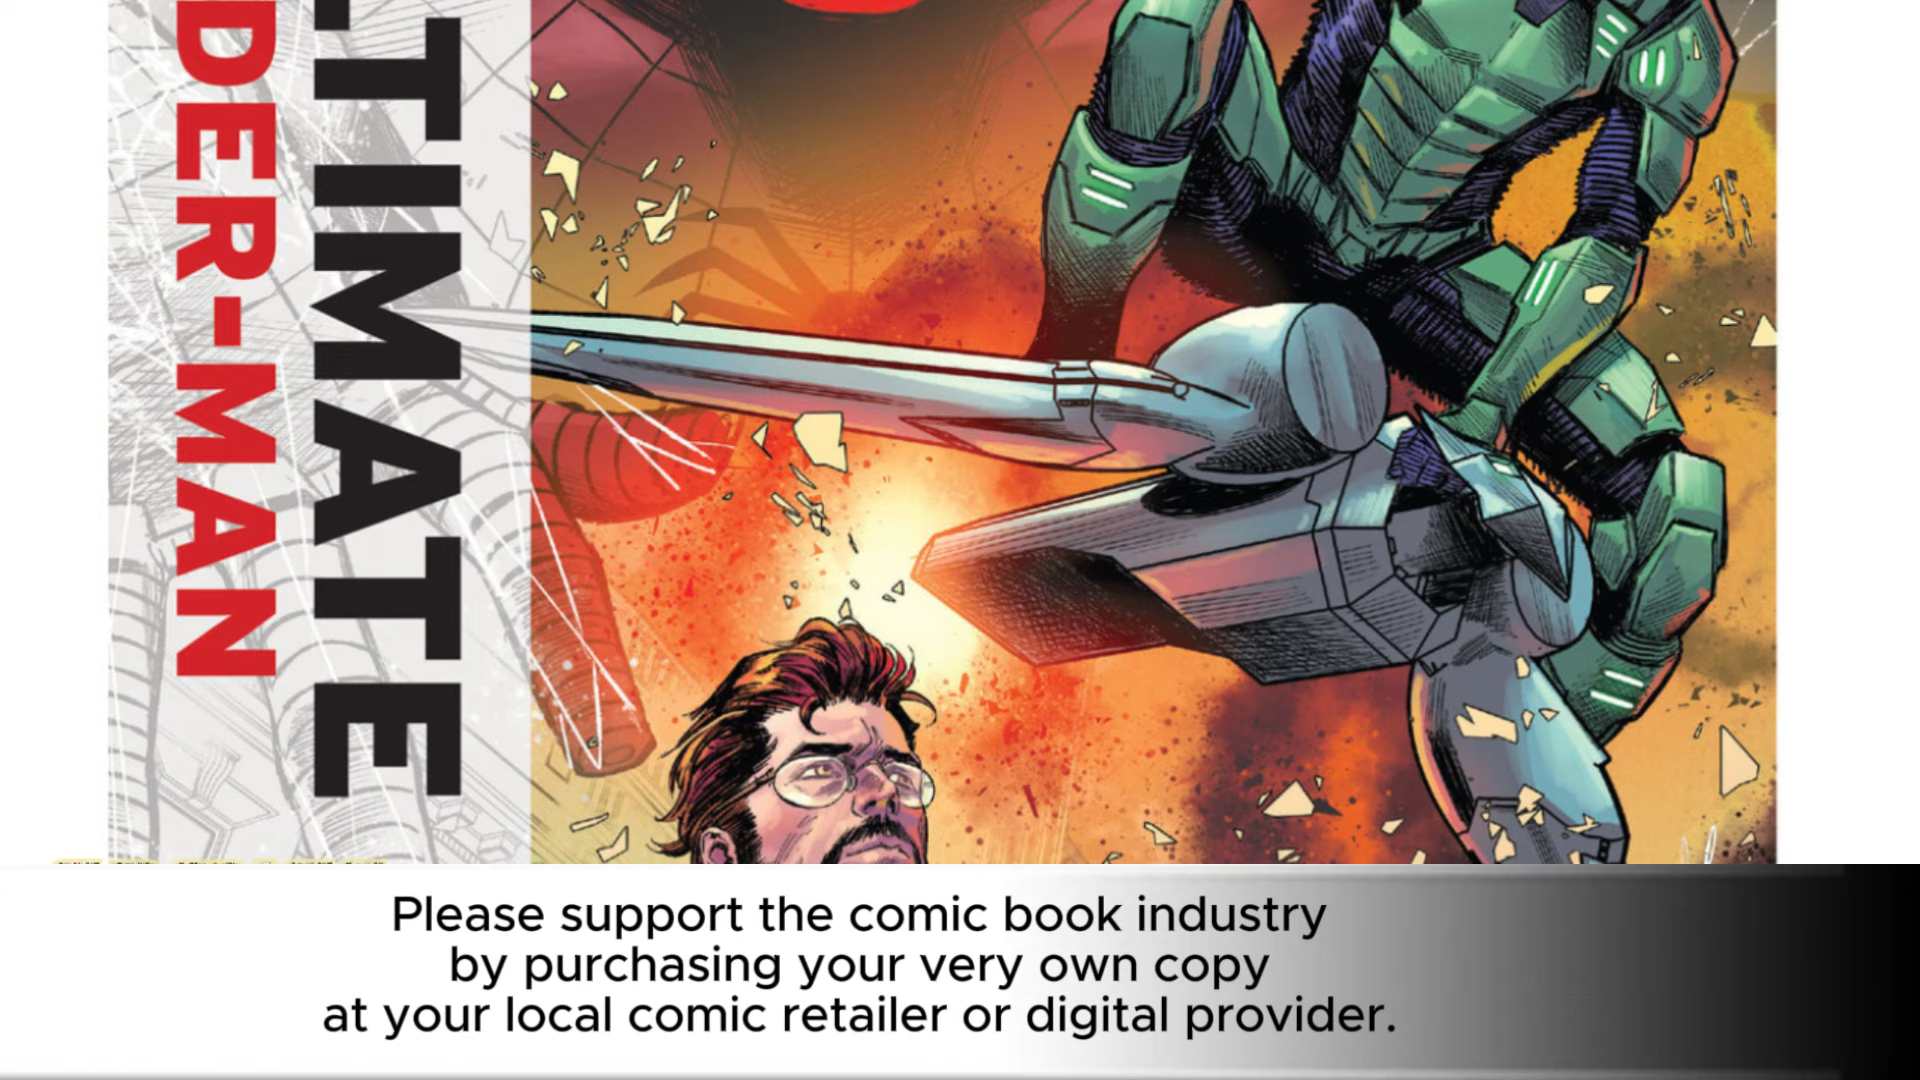 .TIMATE
DER-MAN
Please support the comic book industry
by purchasing your very own copy
at your local comic retailer or digital provider.